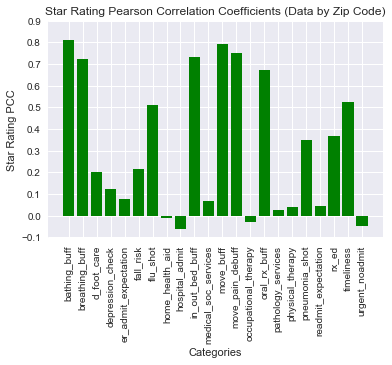 Star Rating Pearson Correlation Coefficients (Data by Zip Code)
Star Rating PCC
0.9
0.8
0.7
0.6
0.5
0.4
0.3
0.2
0.1
0.0
−0.1
bathing_buff
breathing_buff
d_foot_care
depression_check
er_admit_expectation
fall_risk
flu_shot
home_health_aid
hospital_admit
in_out_bed_buff
medical_soc_services
move_buff
move_pain_debuff
occupational_therapy
oral_rx_buff
pathology_services
physical_therapy
pneumonia_shot
readmit_expectation
rx_ed
timeliness
urgent_noadmit
Categories